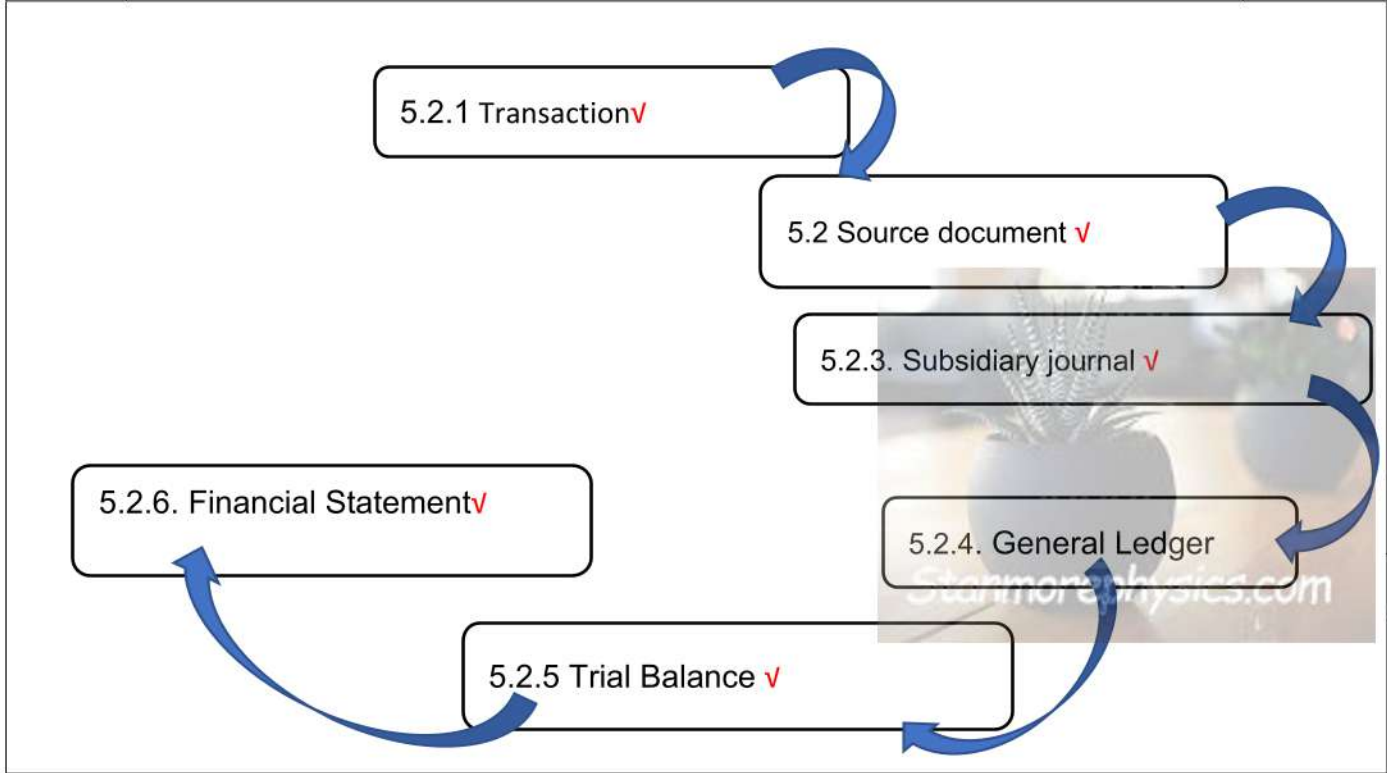 5.2.1 Transaction√
5.2 Source document √
5.2.3. Subsidiary journal √
5.2.4. General Ledger
Stanmorephysics.com
5.2.5 Trial Balance √
5.2.6. Financial Statement√